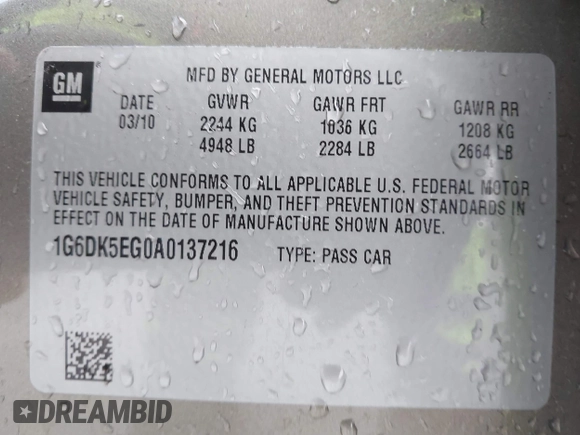 GM
MFD BY GENERAL MOTORS LLC
DATE GVWR GAWR FRT GAWR RR
03/10 2244 KG 1036 KG 1208 KG
4948 LB 2284 LB 2664 LB
THIS VEHICLE CONFORMS TO ALL APPLICABLE U.S. FEDERAL MOTOR
VEHICLE SAFETY, BUMPER, AND THEFT PREVENTION STANDARDS IN
EFFECT ON THE DATE OF MANUFACTURE SHOWN ABOVE.
1G6DK5EG0A0137216 TYPE: PASS CAR
DREAMBID